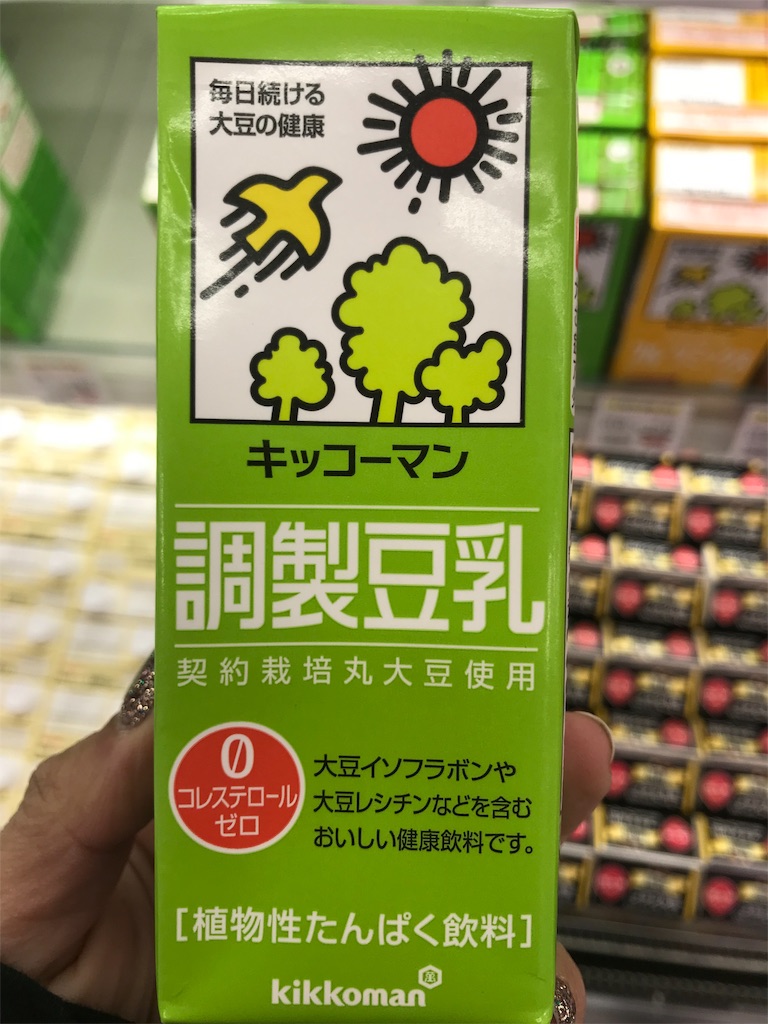 毎日続ける
大豆の健康
キッコーマン
調製豆乳
契約栽培丸大豆使用
0
コレステロール
ゼロ
大豆イソフラボンや
大豆レシチンなどを含む
おいしい健康飲料です。
[植物性たんぱく飲料]
kikkoman